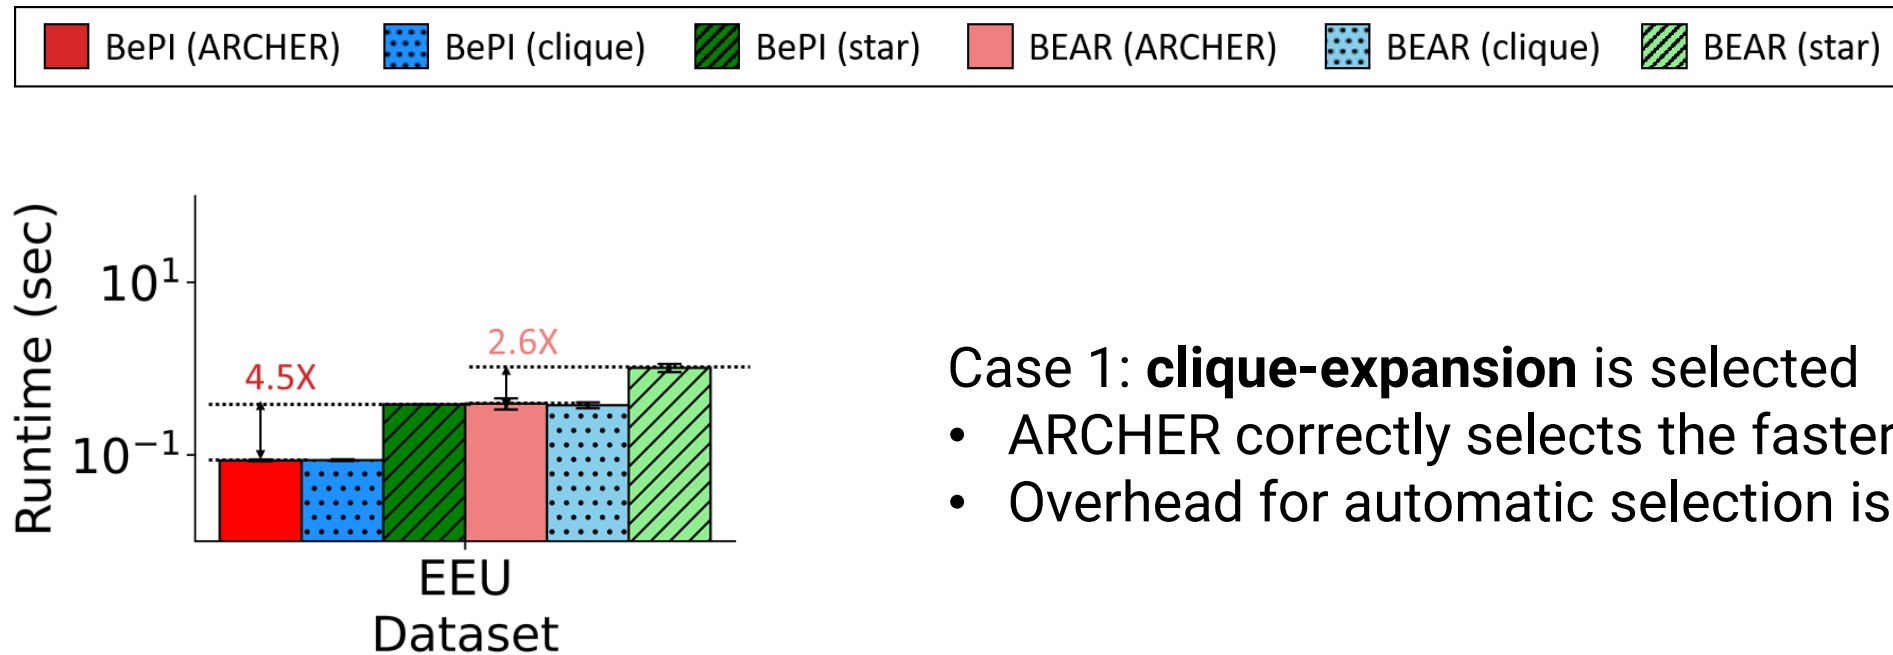 BePI (ARCHER) BePI (clique) BePI (star) BEAR (ARCHER) BEAR (clique) BEAR (star)
Runtime (sec)
10¹
10⁻¹
4.5X
2.6X
EEU
Dataset
Case 1: clique-expansion is selected
• ARCHER correctly selects the faster
• Overhead for automatic selection is